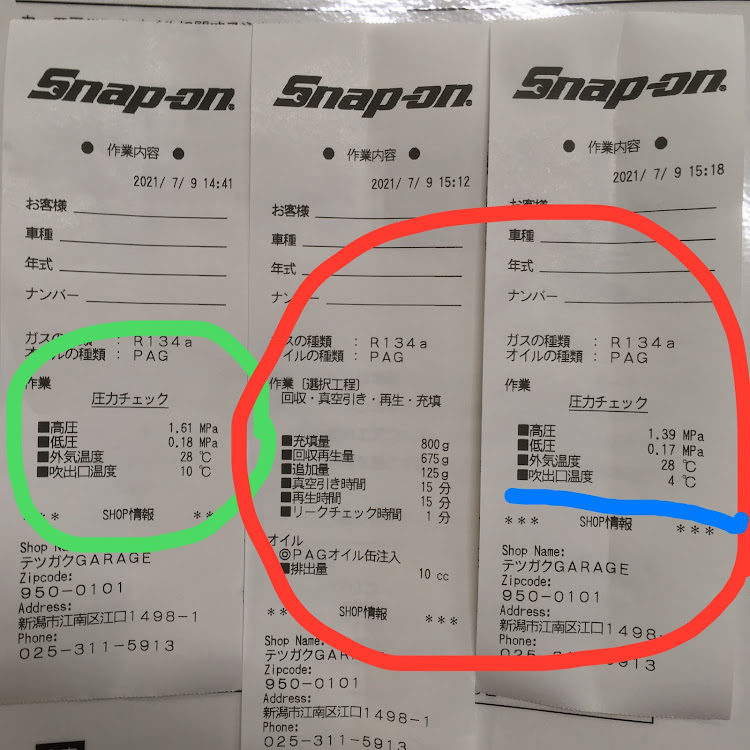 Snap-on®
● 作業内容 ●
2021/ 7/ 9 14:41
お客様
車種
年式
ナンバー
ガスの種類 : R134a
オイルの種類 : PAG
作業
圧力チェック
■高圧 1.61 MPa
■低圧 0.18 MPa
■外気温度 28 ℃
■吹出口温度 10 ℃
* SHOP情報 **
Shop Name:
テツガクGARAGE
Zipcode:
950-0101
Address:
新潟市江南区江口1498-1
Phone:
025-311-5913
Snap-on®
● 作業内容 ●
2021/ 7/ 9 15:12
お客様
車種
年式
ナンバー
ガスの種類 : R134a
オイルの種類 : PAG
作業 [選択工程]
回収・真空引き・再生・充填
■充填量 800g
■回収再生量 675g
■追加量 125g
■真空引き時間 15 分
■再生時間 15 分
■リークチェック時間 1 分
オイル
◎PAGオイル缶注入
■排出量 10 cc
** SHOP情報 ***
Shop Name:
テツガクGARAGE
Zipcode:
950-0101
Address:
新潟市江南区江口1498-1
Phone:
025-311-5913
Snap-on®
● 作業内容 ●
2021/ 7/ 9 15:18
お客様
車種
年式
ナンバー
ガスの種類 : R134a
オイルの種類 : PAG
作業
圧力チェック
■高圧 1.39 MPa
■低圧 0.17 MPa
■外気温度 28 ℃
■吹出口温度 4 ℃
*** SHOP情報 ***
Shop Name:
テツガクGARAGE
Zipcode:
950-0101
Address:
新潟市江南区江口1498-
Phone:
025-311-5913